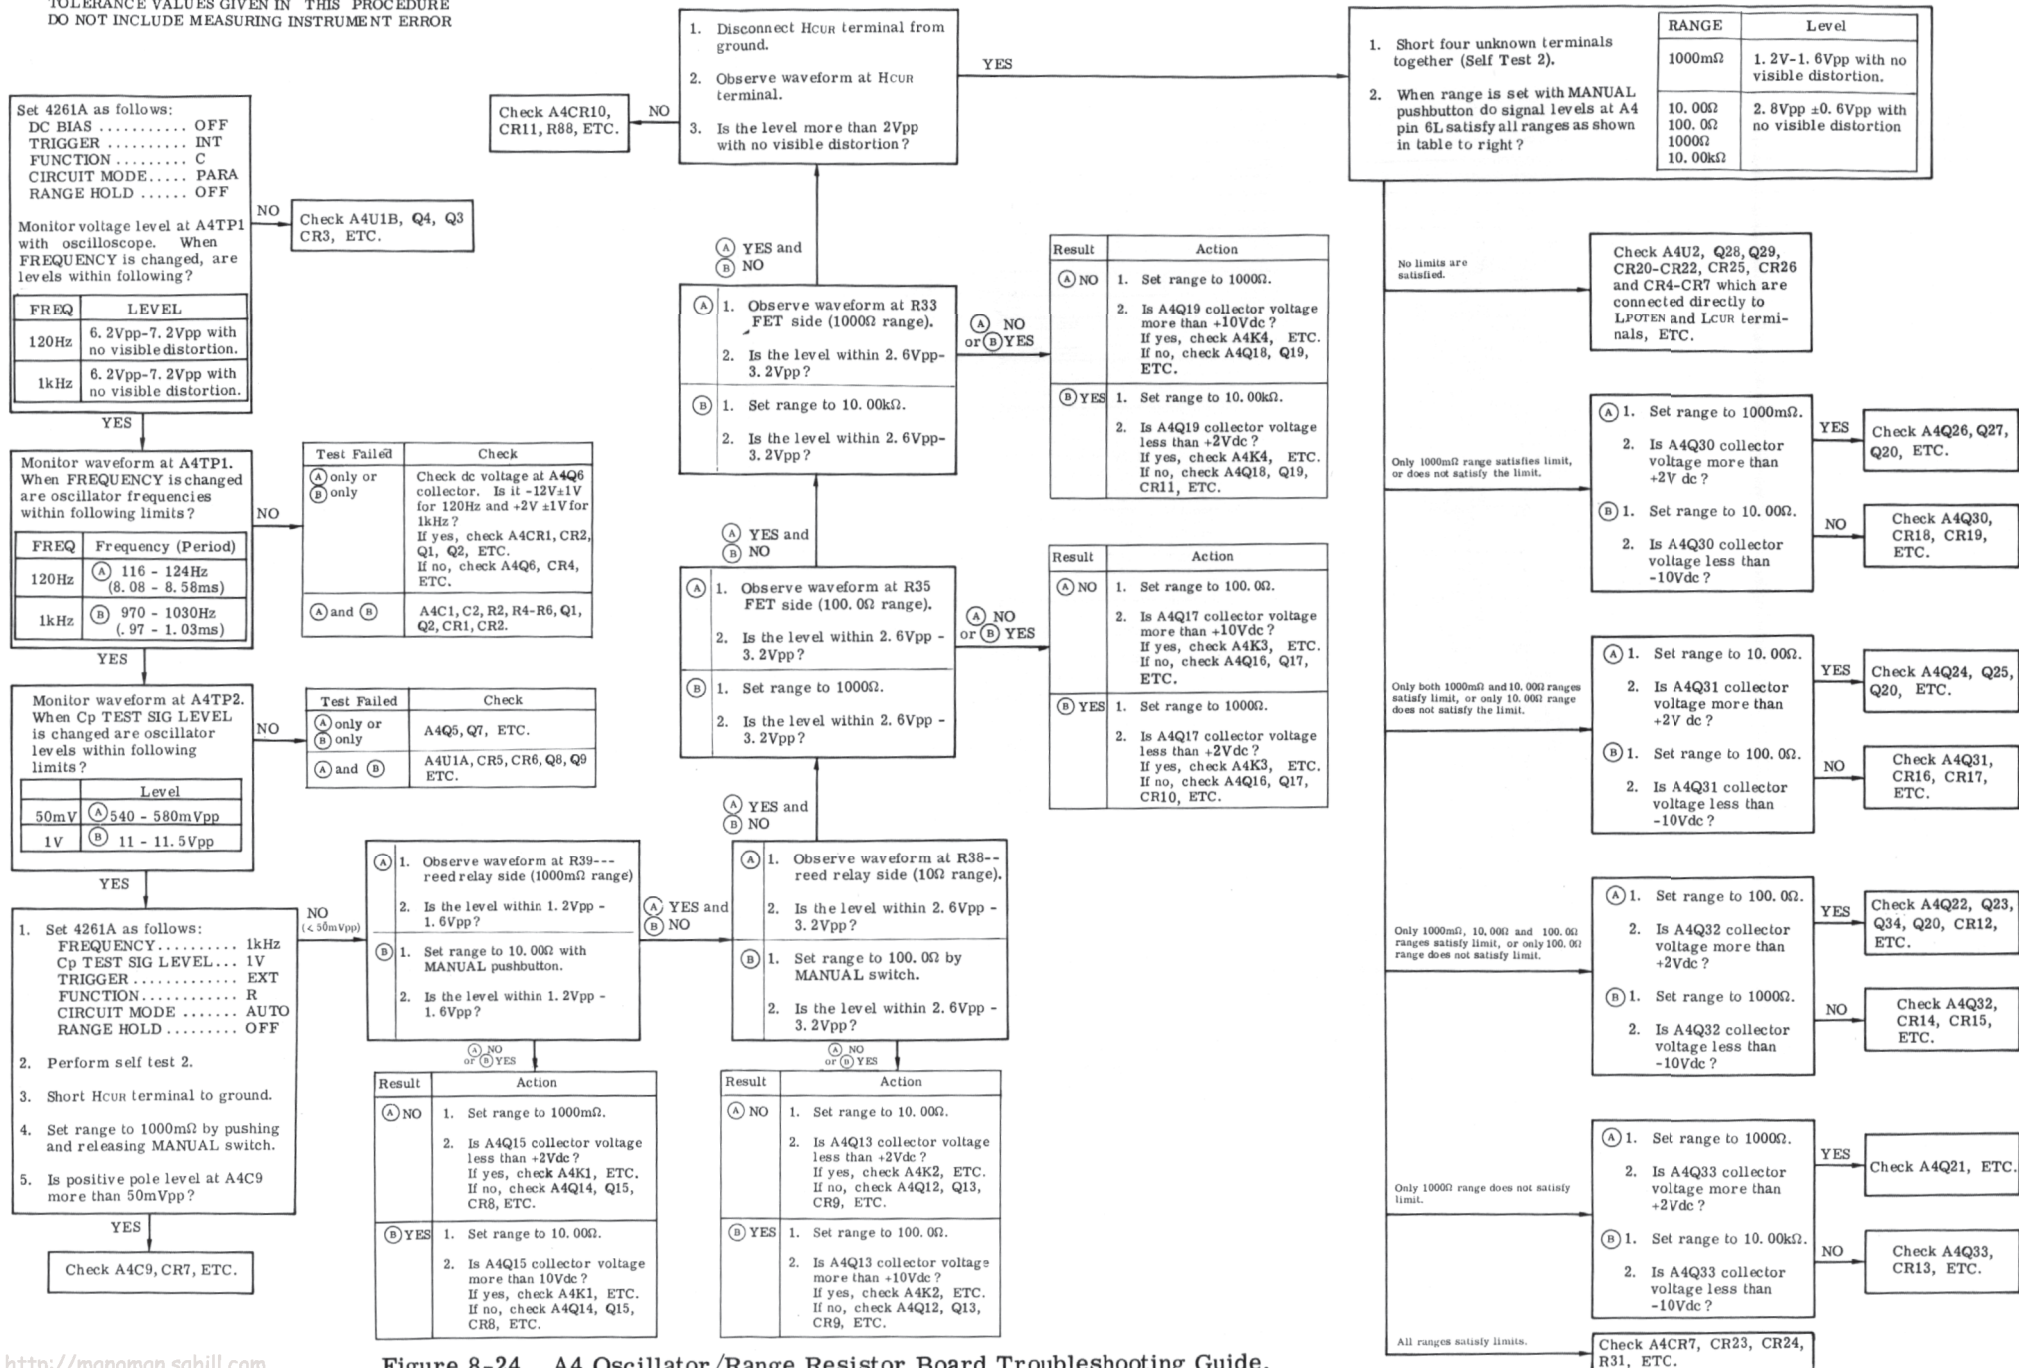 TOLERANCE VALUES GIVEN IN THIS PROCEDURE
DO NOT INCLUDE MEASURING INSTRUMENT ERROR
Set 4261A as follows:
DC BIAS ........... OFF
TRIGGER .......... INT
FUNCTION ......... C
CIRCUIT MODE..... PARA
RANGE HOLD ...... OFF
Monitor voltage level at A4TP1
with oscilloscope. When
FREQUENCY is changed, are
levels within following?
FREQ LEVEL
120Hz 6.2Vpp-7.2Vpp with
no visible distortion.
1kHz 6.2Vpp-7.2Vpp with
no visible distortion.
NO
Check A4U1B, Q4, Q3
CR3, ETC.
YES
Monitor waveform at A4TP1.
When FREQUENCY is changed
are oscillator frequencies
within following limits?
FREQ Frequency (Period)
120Hz Ⓐ 116 - 124Hz
(8.08 - 8.58ms)
1kHz Ⓑ 970 - 1030Hz
(.97 - 1.03ms)
NO
Test Failed Check
Ⓐ only or
Ⓑ only
Check dc voltage at A4Q6
collector. Is it -12V±1V
for 120Hz and +2V ±1V for
1kHz?
If yes, check A4CR1, CR2,
Q1, Q2, ETC.
If no, check A4Q6, CR4,
ETC.
Ⓐ and Ⓑ A4C1, C2, R2, R4-R6, Q1,
Q2, CR1, CR2.
YES
Monitor waveform at A4TP2.
When Cp TEST SIG LEVEL
is changed are oscillator
levels within following
limits?
Level
50mV Ⓐ 540 - 580mVpp
1V Ⓑ 11 - 11.5Vpp
NO
Test Failed Check
Ⓐ only or
Ⓑ only
A4Q5, Q7, ETC.
Ⓐ and Ⓑ A4U1A, CR5, CR6, Q8, Q9
ETC.
YES
1. Set 4261A as follows:
FREQUENCY.......... 1kHz
Cp TEST SIG LEVEL... 1V
TRIGGER ............. EXT
FUNCTION............ R
CIRCUIT MODE ....... AUTO
RANGE HOLD ......... OFF
2. Perform self test 2.
3. Short HCUR terminal to ground.
4. Set range to 1000mΩ by pushing
and releasing MANUAL switch.
5. Is positive pole level at A4C9
more than 50mVpp?
YES
Check A4C9, CR7, ETC.
NO
(< 50mVpp)
Ⓐ 1. Observe waveform at R39---
reed relay side (1000mΩ range)
2. Is the level within 1.2Vpp -
1.6Vpp?
Ⓑ 1. Set range to 10.00Ω with
MANUAL pushbutton.
2. Is the level within 1.2Vpp -
1.6Vpp?
Ⓐ NO
or Ⓑ YES
Result Action
Ⓐ NO 1. Set range to 1000mΩ.
2. Is A4Q15 collector voltage
less than +2Vdc?
If yes, check A4K1, ETC.
If no, check A4Q14, Q15,
CR8, ETC.
Ⓑ YES 1. Set range to 10.00Ω.
2. Is A4Q15 collector voltage
more than 10Vdc?
If yes, check A4K1, ETC.
If no, check A4Q14, Q15,
CR8, ETC.
Ⓐ YES and
Ⓑ NO
Ⓐ 1. Observe waveform at R38--
reed relay side (10Ω range).
2. Is the level within 2.6Vpp -
3.2Vpp?
Ⓑ 1. Set range to 100.0Ω by
MANUAL switch.
2. Is the level within 2.6Vpp -
3.2Vpp?
Ⓐ NO
or Ⓑ YES
Result Action
Ⓐ NO 1. Set range to 10.00Ω.
2. Is A4Q13 collector voltage
less than +2Vdc?
If yes, check A4K2, ETC.
If no, check A4Q12, Q13,
CR9, ETC.
Ⓑ YES 1. Set range to 100.0Ω.
2. Is A4Q13 collector voltage
more than +10Vdc?
If yes, check A4K2, ETC.
If no, check A4Q12, Q13,
CR9, ETC.
Ⓐ YES and
Ⓑ NO
Ⓐ 1. Observe waveform at R35
FET side (100.0Ω range).
2. Is the level within 2.6Vpp -
3.2Vpp?
Ⓑ 1. Set range to 1000Ω.
2. Is the level within 2.6Vpp -
3.2Vpp?
Ⓐ NO
or Ⓑ YES
Result Action
Ⓐ NO 1. Set range to 100.0Ω.
2. Is A4Q17 collector voltage
more than +10Vdc?
If yes, check A4K3, ETC.
If no, check A4Q16, Q17,
ETC.
Ⓑ YES 1. Set range to 1000Ω.
2. Is A4Q17 collector voltage
less than +2Vdc?
If yes, check A4K3, ETC.
If no, check A4Q16, Q17,
CR10, ETC.
Ⓐ YES and
Ⓑ NO
Ⓐ 1. Observe waveform at R33
FET side (1000Ω range).
2. Is the level within 2.6Vpp-
3.2Vpp?
Ⓑ 1. Set range to 10.00kΩ.
2. Is the level within 2.6Vpp-
3.2Vpp?
Ⓐ NO
or Ⓑ YES
Result Action
Ⓐ NO 1. Set range to 1000Ω.
2. Is A4Q19 collector voltage
more than +10Vdc?
If yes, check A4K4, ETC.
If no, check A4Q18, Q19,
ETC.
Ⓑ YES 1. Set range to 10.00kΩ.
2. Is A4Q19 collector voltage
less than +2Vdc?
If yes, check A4K4, ETC.
If no, check A4Q18, Q19,
CR11, ETC.
Ⓐ YES and
Ⓑ NO
1. Disconnect HCUR terminal from
ground.
2. Observe waveform at HCUR
terminal.
3. Is the level more than 2Vpp
with no visible distortion?
NO
Check A4CR10,
CR11, R88, ETC.
YES
1. Short four unknown terminals
together (Self Test 2).
2. When range is set with MANUAL
pushbutton do signal levels at A4
pin 6L satisfy all ranges as shown
in table to right?
RANGE Level
1000mΩ 1.2V-1.6Vpp with no
visible distortion.
10.00Ω 2.8Vpp ±0.6Vpp with
100.0Ω no visible distortion
1000Ω
10.00kΩ
No limits are
satisfied.
Check A4U2, Q28, Q29,
CR20-CR22, CR25, CR26
and CR4-CR7 which are
connected directly to
LPOTEN and LCUR termi-
nals, ETC.
Only 1000mΩ range satisfies limit,
or does not satisfy the limit.
Ⓐ 1. Set range to 1000mΩ.
2. Is A4Q30 collector
voltage more than
+2V dc?
Ⓑ 1. Set range to 10.00Ω.
2. Is A4Q30 collector
voltage less than
-10Vdc?
YES
Check A4Q26, Q27,
Q20, ETC.
NO
Check A4Q30,
CR18, CR19,
ETC.
Only both 1000mΩ and 10.00Ω ranges
satisfy limit, or only 10.00Ω range
does not satisfy the limit.
Ⓐ 1. Set range to 10.00Ω.
2. Is A4Q31 collector
voltage more than
+2V dc?
Ⓑ 1. Set range to 100.0Ω.
2. Is A4Q31 collector
voltage less than
-10Vdc?
YES
Check A4Q24, Q25,
Q20, ETC.
NO
Check A4Q31,
CR16, CR17,
ETC.
Only 1000mΩ, 10.00Ω and 100.0Ω
ranges satisfy limit, or only 100.0Ω
range does not satisfy limit.
Ⓐ 1. Set range to 100.0Ω.
2. Is A4Q32 collector
voltage more than
+2Vdc?
Ⓑ 1. Set range to 1000Ω.
2. Is A4Q32 collector
voltage less than
-10Vdc?
YES
Check A4Q22, Q23,
Q34, Q20, CR12,
ETC.
NO
Check A4Q32,
CR14, CR15,
ETC.
Only 1000Ω range does not satisfy
limit.
Ⓐ 1. Set range to 1000Ω.
2. Is A4Q33 collector
voltage more than
+2Vdc?
Ⓑ 1. Set range to 10.00kΩ.
2. Is A4Q33 collector
voltage less than
-10Vdc?
YES
Check A4Q21, ETC.
NO
Check A4Q33,
CR13, ETC.
All ranges satisfy limits.
Check A4CR7, CR23, CR24,
R31, ETC.
Figure 8-24. A4 Oscillator/Range Resistor Board Troubleshooting Guide.
http://manoman.sqhill.com